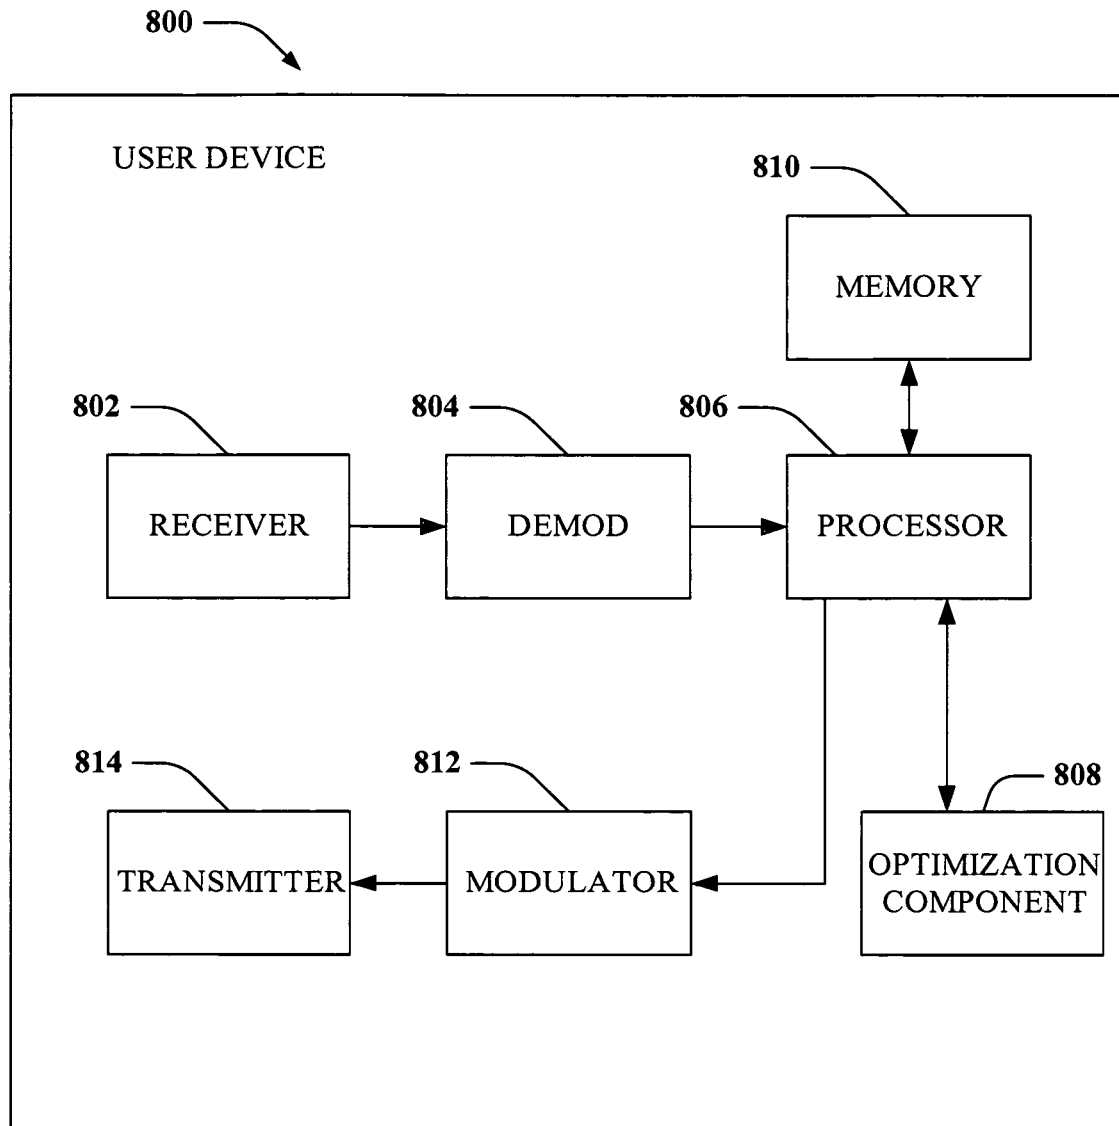 800
USER DEVICE
810
MEMORY
802
804
806
RECEIVER
DEMOD
PROCESSOR
814
812
808
TRANSMITTER
MODULATOR
OPTIMIZATION
COMPONENT